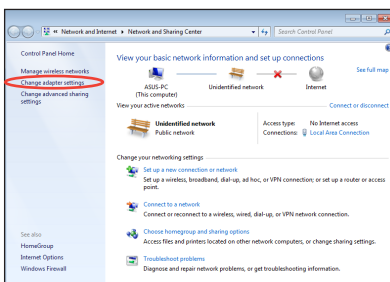 « Network and Internet ▸ Network and Sharing Center
Search Control Panel
Control Panel Home
Manage wireless networks
Change adapter settings
Change advanced sharing
settings
See also
HomeGroup
Internet Options
Windows Firewall
View your basic network information and set up connections
See full map
ASUS-PC
(This computer)
Unidentified network
Internet
View your active networks
Connect or disconnect
Unidentified network
Public network
Access type: No Internet access
Connections: Local Area Connection
Change your networking settings
Set up a new connection or network
Set up a wireless, broadband, dial-up, ad hoc, or VPN connection; or set up a router or access
point.
Connect to a network
Connect or reconnect to a wireless, wired, dial-up, or VPN network connection.
Choose homegroup and sharing options
Access files and printers located on other network computers, or change sharing settings.
Troubleshoot problems
Diagnose and repair network problems, or get troubleshooting information.